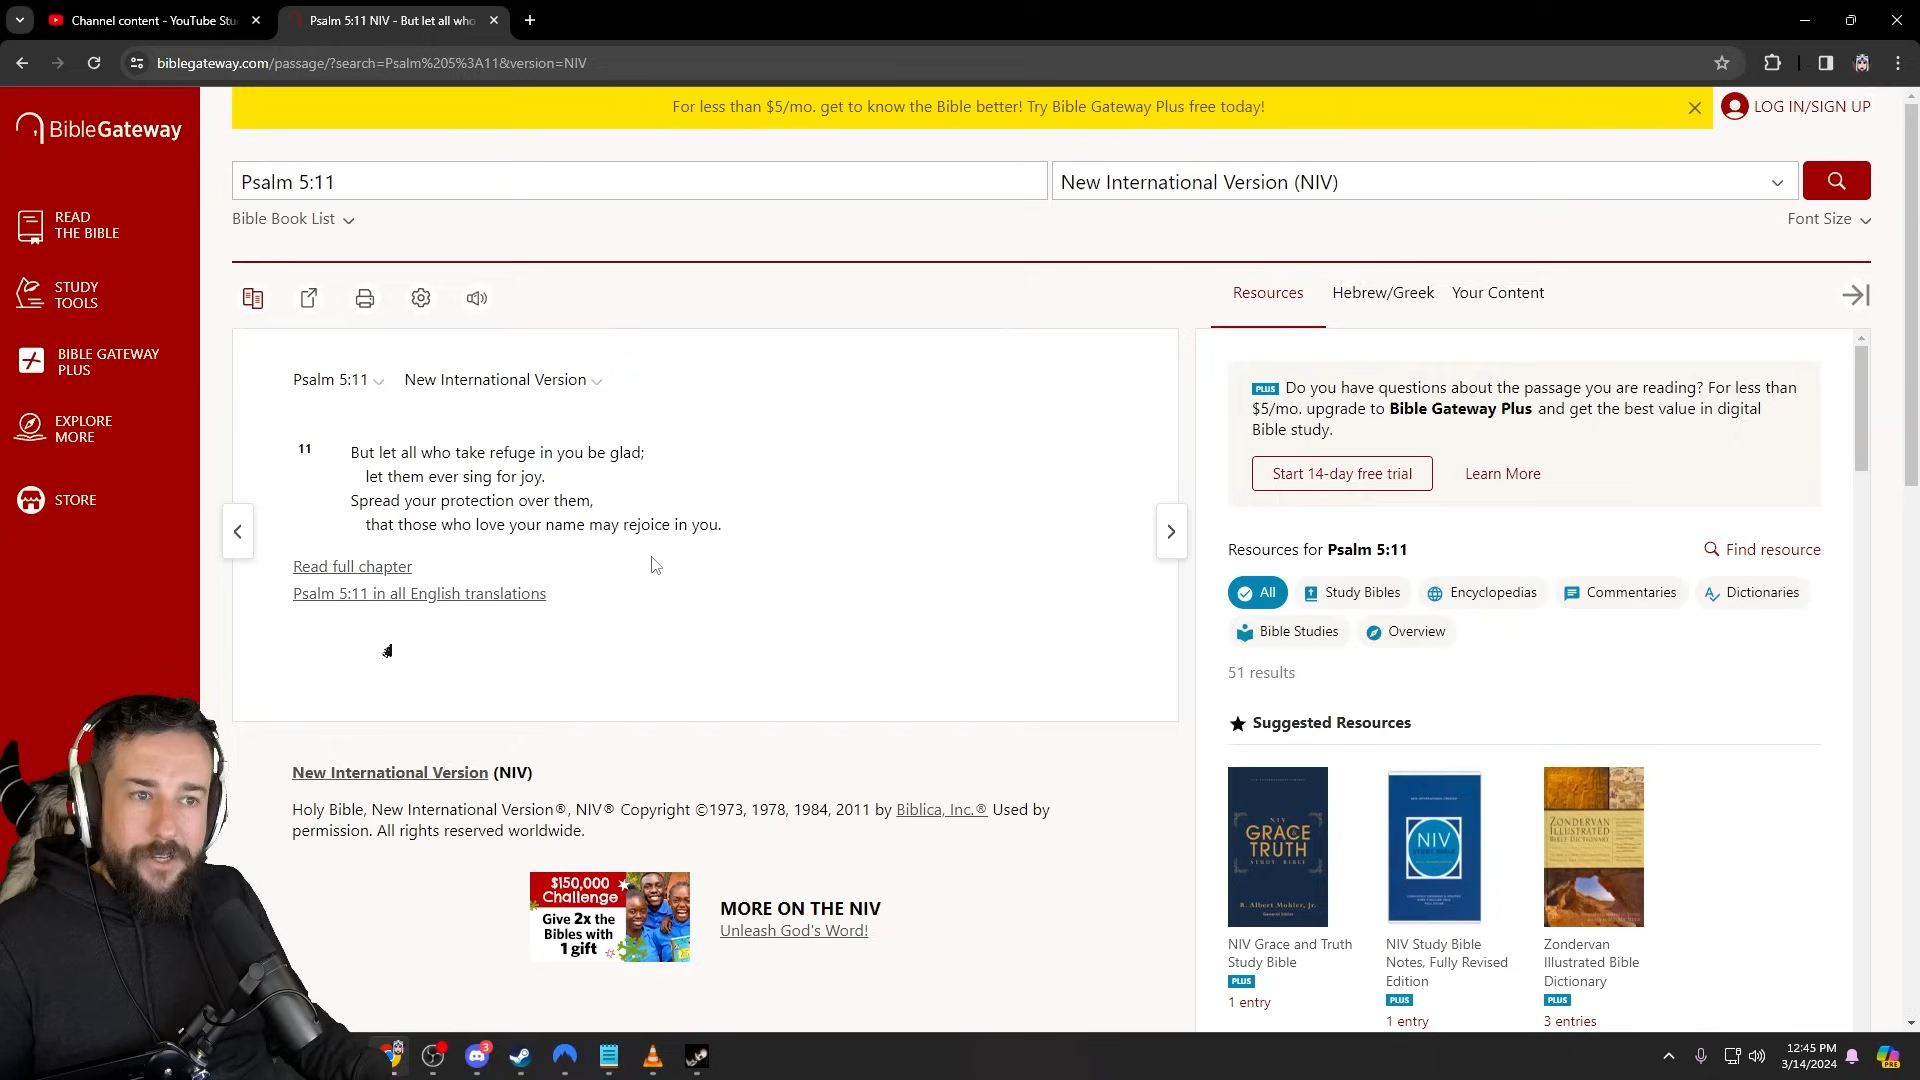 Channel content - YouTube Stu
Psalm 5:11 NIV - But let all who
biblegateway.com/passage/?search=Psalm%205%3A11&version=NIV
BibleGateway
For less than $5/mo. get to know the Bible better! Try Bible Gateway Plus free today!
LOG IN/SIGN UP
Psalm 5:11
New International Version (NIV)
Bible Book List
Font Size
READ
THE BIBLE
STUDY
TOOLS
BIBLE GATEWAY
PLUS
EXPLORE
MORE
STORE
Resources Hebrew/Greek Your Content
Psalm 5:11 New International Version
11 But let all who take refuge in you be glad;
let them ever sing for joy.
Spread your protection over them,
that those who love your name may rejoice in you.
Read full chapter
Psalm 5:11 in all English translations
New International Version (NIV)
Holy Bible, New International Version®, NIV® Copyright ©1973, 1978, 1984, 2011 by Biblica, Inc.® Used by
permission. All rights reserved worldwide.
$150,000
Challenge
Give 2x the
Bibles with
1 gift
MORE ON THE NIV
Unleash God's Word!
PLUS Do you have questions about the passage you are reading? For less than
$5/mo. upgrade to Bible Gateway Plus and get the best value in digital
Bible study.
Start 14-day free trial
Learn More
Resources for Psalm 5:11
Find resource
All
Study Bibles
Encyclopedias
Commentaries
Dictionaries
Bible Studies
Overview
51 results
Suggested Resources
NIV
GRACE
TRUTH
STUDY BIBLE
R. Albert Mohler, Jr.
NIV
STUDY BIBLE
ZONDERVAN
ILLUSTRATED
BIBLE DICTIONARY
NIV Grace and Truth
Study Bible
PLUS
1 entry
NIV Study Bible
Notes, Fully Revised
Edition
PLUS
1 entry
Zondervan
Illustrated Bible
Dictionary
PLUS
3 entries
3
12:45 PM
3/14/2024
PRE